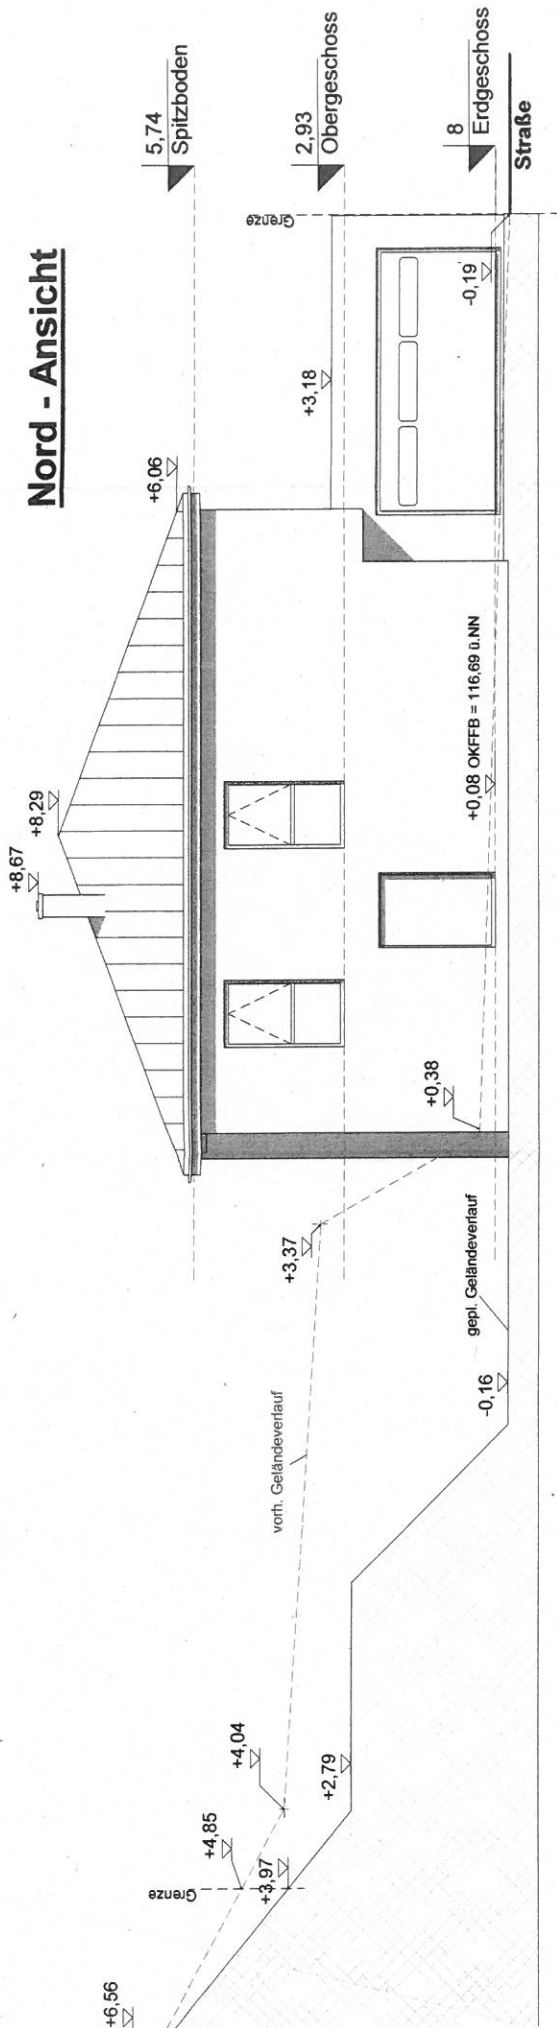 Nord - Ansicht
5,74
Spitzboden
2,93
Obergeschoss
8
Erdgeschoss
Straße
Grenze
-0,19
+3,18
+6,06
+8,29
+8,67
+0,08 OKFFB = 116,69 ü.NN
+0,38
+3,37
gepl. Geländeverlauf
-0,16
vorh. Geländeverlauf
+4,04
+2,79
+4,85
Grenze
+3,97
+6,56